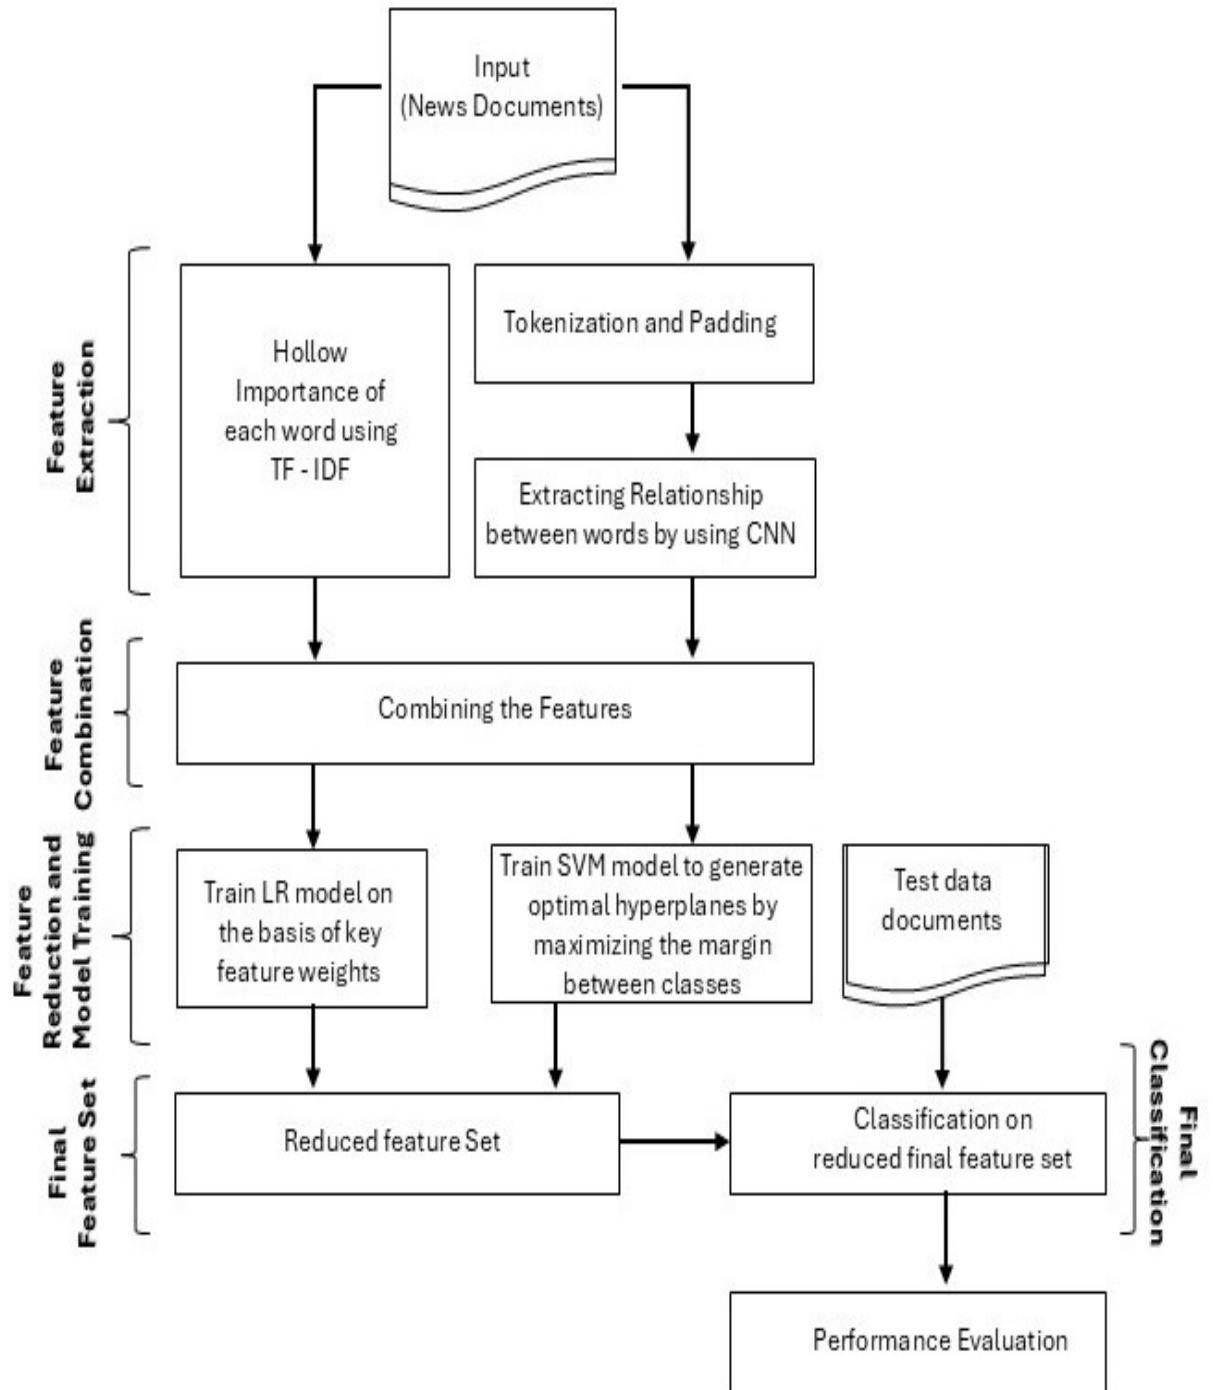 Input
(News Documents)
Feature
Extraction
Hollow
Importance of
each word using
TF - IDF
Tokenization and Padding
Extracting Relationship
between words by using CNN
Feature
Combination
Combining the Features
Feature
Reduction and
Model Training
Train LR model on
the basis of key
feature weights
Train SVM model to generate
optimal hyperplanes by
maximizing the margin
between classes
Test data
documents
Final
Feature Set
Reduced feature Set
Classification on
reduced final feature set
Final
Classification
Performance Evaluation